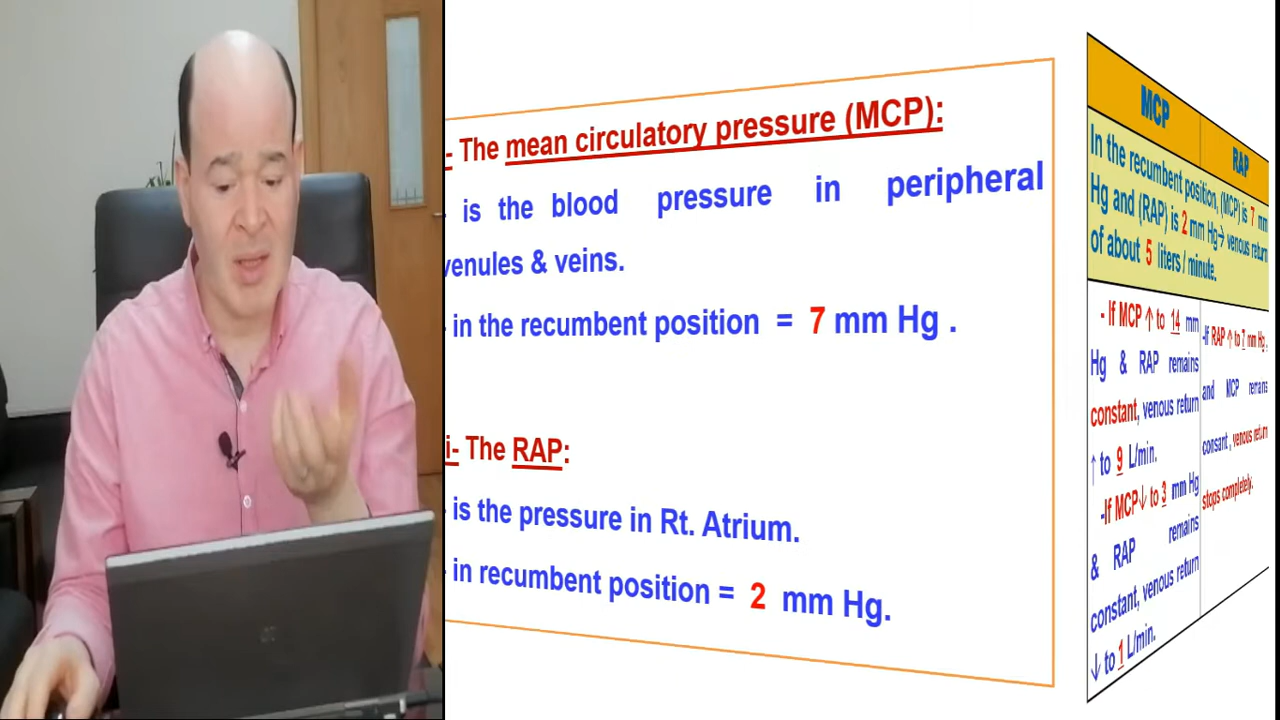 - The mean circulatory pressure (MCP):
- is the blood pressure in peripheral
venules & veins.
- in the recumbent position = 7 mm Hg .
i- The RAP:
- is the pressure in Rt. Atrium.
- in recumbent position = 2 mm Hg.
MCP
RAP
In the recumbent position, (MCP) is 7 mm
Hg and (RAP) is 2 mm Hg→ venous return
of about 5 liters / minute.
- If MCP ↑ to 14 mm
Hg & RAP remains
constant, venous return
↑ to 9 L/min.
-If MCP↓ to 3 mm Hg
& RAP remains
constant, venous return
↓ to 1 L/min.
-If RAP ↑ to 7 mm Hg ,
and MCP remains
consant , venous return
stops completely.